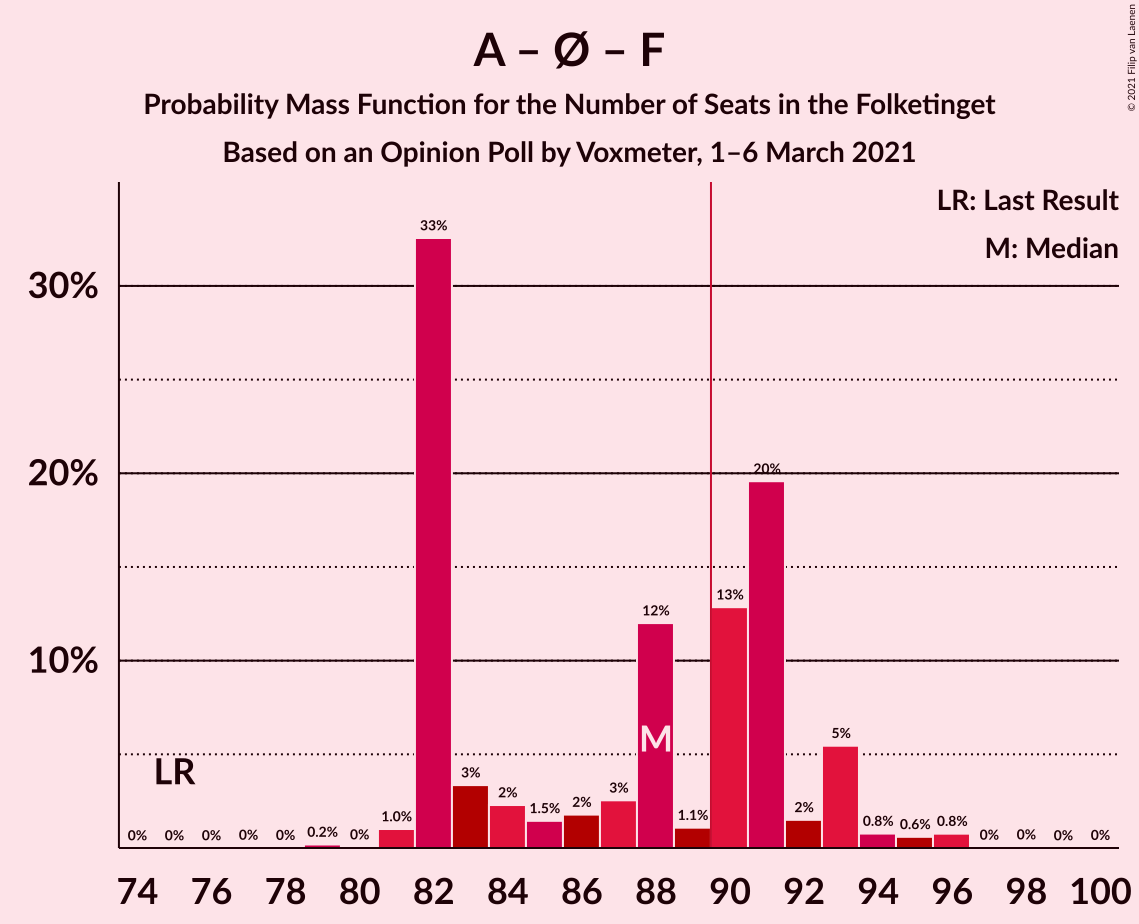 A – Ø – F
Probability Mass Function for the Number of Seats in the Folketinget
Based on an Opinion Poll by Voxmeter, 1–6 March 2021
© 2021 Filip van Laenen
LR: Last Result
M: Median
30%
20%
10%
33%
20%
13%
12%
M
5%
LR
0% 0% 0% 0% 0% 0.2% 0% 1.0% 3% 2% 1.5% 2% 3% 1.1% 2% 0.8% 0.6% 0.8% 0% 0% 0% 0%
74 76 78 80 82 84 86 88 90 92 94 96 98 100